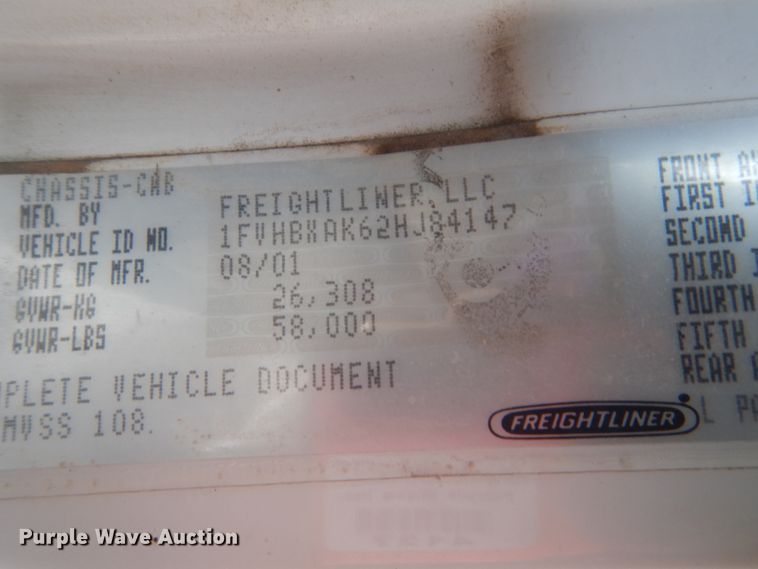 CHASSIS-CAB
MFD. BY FREIGHTLINER, LLC
VEHICLE ID NO. 1FVHBXAK62HJ84147
DATE OF MFR. 08/01
GVWR-KG 26,308
GVWR-LBS 58,000
MPLETE VEHICLE DOCUMENT
MVSS 108.
FRONT A
FIRST I
SECOND
THIRD I
FOURTH
FIFTH
REAR A
FREIGHTLINER
L PA
Purple Wave Auction